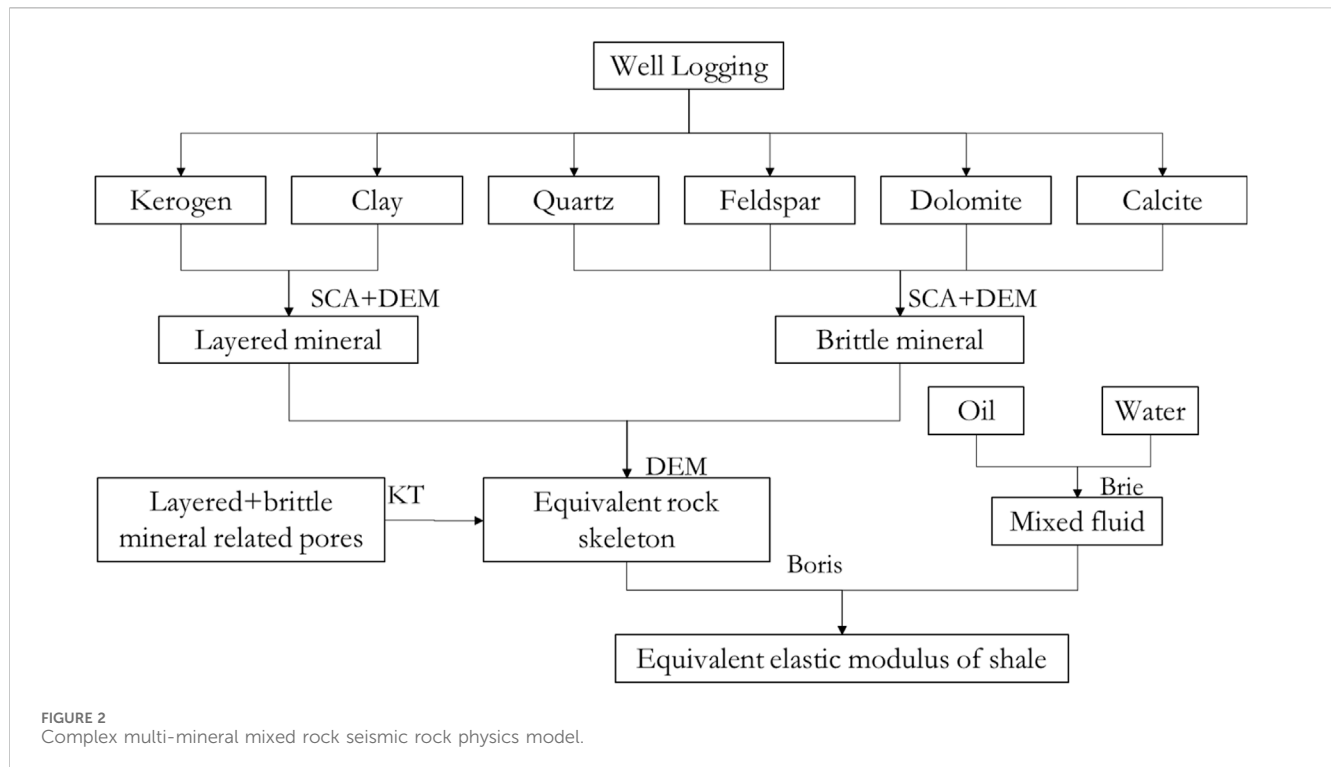 Well Logging
Kerogen
Clay
Quartz
Feldspar
Dolomite
Calcite
SCA+DEM
SCA+DEM
Layered mineral
Brittle mineral
Oil
Water
DEM
Brie
Layered+brittle
mineral related pores
KT
Equivalent rock
skeleton
Mixed fluid
Boris
Equivalent elastic modulus of shale
FIGURE 2
Complex multi-mineral mixed rock seismic rock physics model.